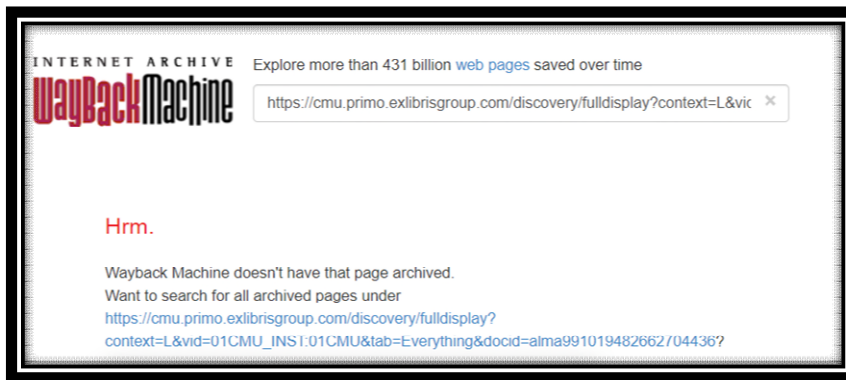 INTERNET ARCHIVE
WayBackMachine
Explore more than 431 billion web pages saved over time
https://cmu.primo.exlibrisgroup.com/discovery/fulldisplay?context=L&vic ×
Hrm.
Wayback Machine doesn't have that page archived.
Want to search for all archived pages under
https://cmu.primo.exlibrisgroup.com/discovery/fulldisplay?
context=L&vid=01CMU_INST:01CMU&tab=Everything&docid=alma991019482662704436?